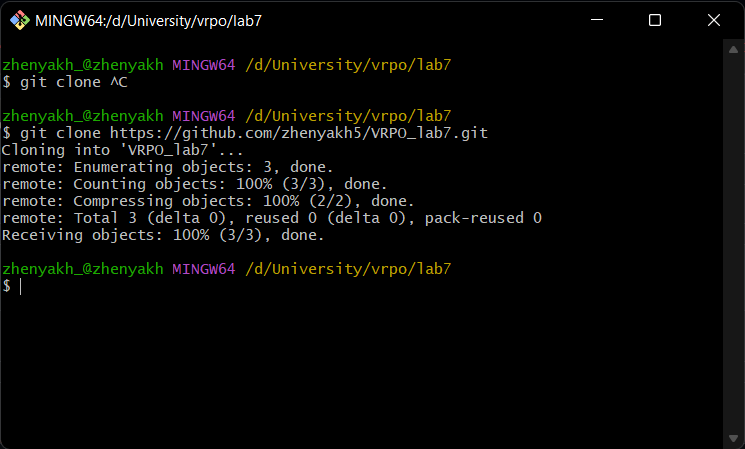 MINGW64:/d/University/vrpo/lab7
zhenyakh_@zhenyakh MINGW64 /d/University/vrpo/lab7
$ git clone ^C
zhenyakh_@zhenyakh MINGW64 /d/University/vrpo/lab7
$ git clone https://github.com/zhenyakh5/VRPO_lab7.git
Cloning into 'VRPO_lab7'...
remote: Enumerating objects: 3, done.
remote: Counting objects: 100% (3/3), done.
remote: Compressing objects: 100% (2/2), done.
remote: Total 3 (delta 0), reused 0 (delta 0), pack-reused 0
Receiving objects: 100% (3/3), done.
zhenyakh_@zhenyakh MINGW64 /d/University/vrpo/lab7
$